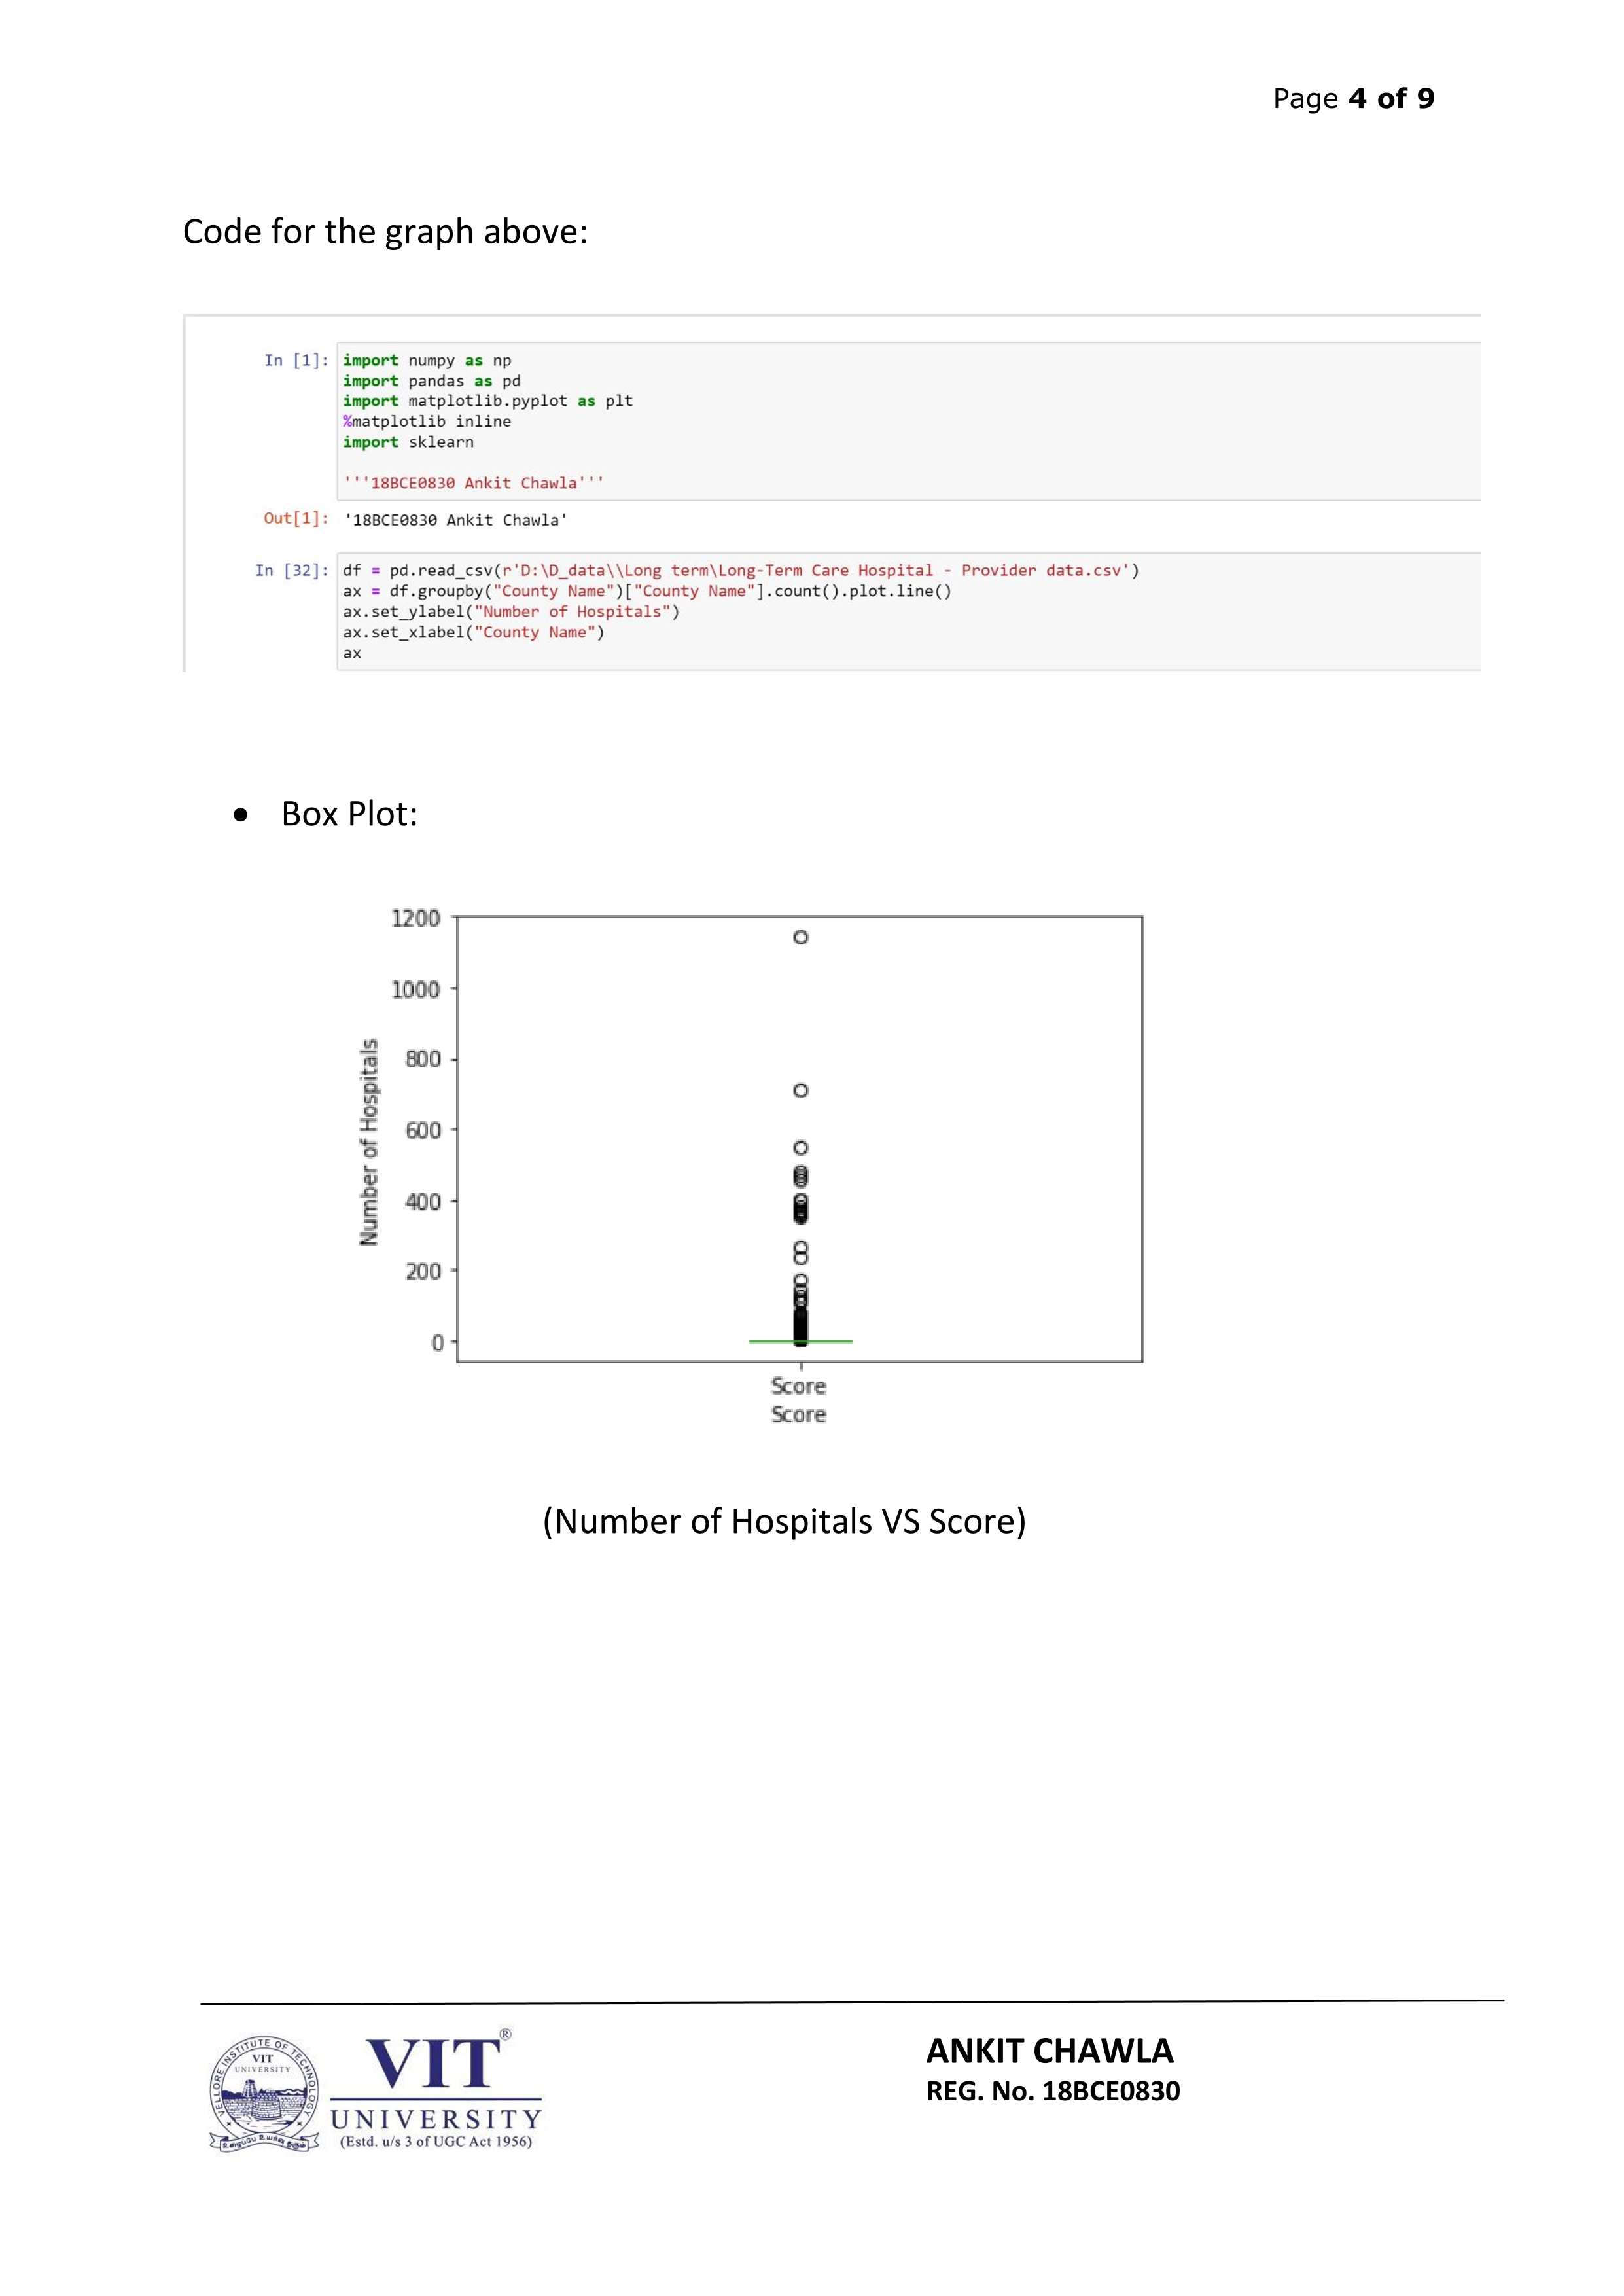 Page 4 of 9
Code for the graph above:
In [1]: import numpy as np
import pandas as pd
import matplotlib.pyplot as plt
%matplotlib inline
import sklearn
'''18BCE0830 Ankit Chawla'''
Out[1]: '18BCE0830 Ankit Chawla'
In [32]: df = pd.read_csv(r'D:\D_data\\Long term\Long-Term Care Hospital - Provider data.csv')
ax = df.groupby("County Name")["County Name"].count().plot.line()
ax.set_ylabel("Number of Hospitals")
ax.set_xlabel("County Name")
ax
• Box Plot:
1200
1000
800
600
400
200
0
Number of Hospitals
Score
Score
(Number of Hospitals VS Score)
VELLORE INSTITUTE OF TECHNOLOGY
VIT
UNIVERSITY
VIT®
UNIVERSITY
(Estd. u/s 3 of UGC Act 1956)
ANKIT CHAWLA
REG. No. 18BCE0830